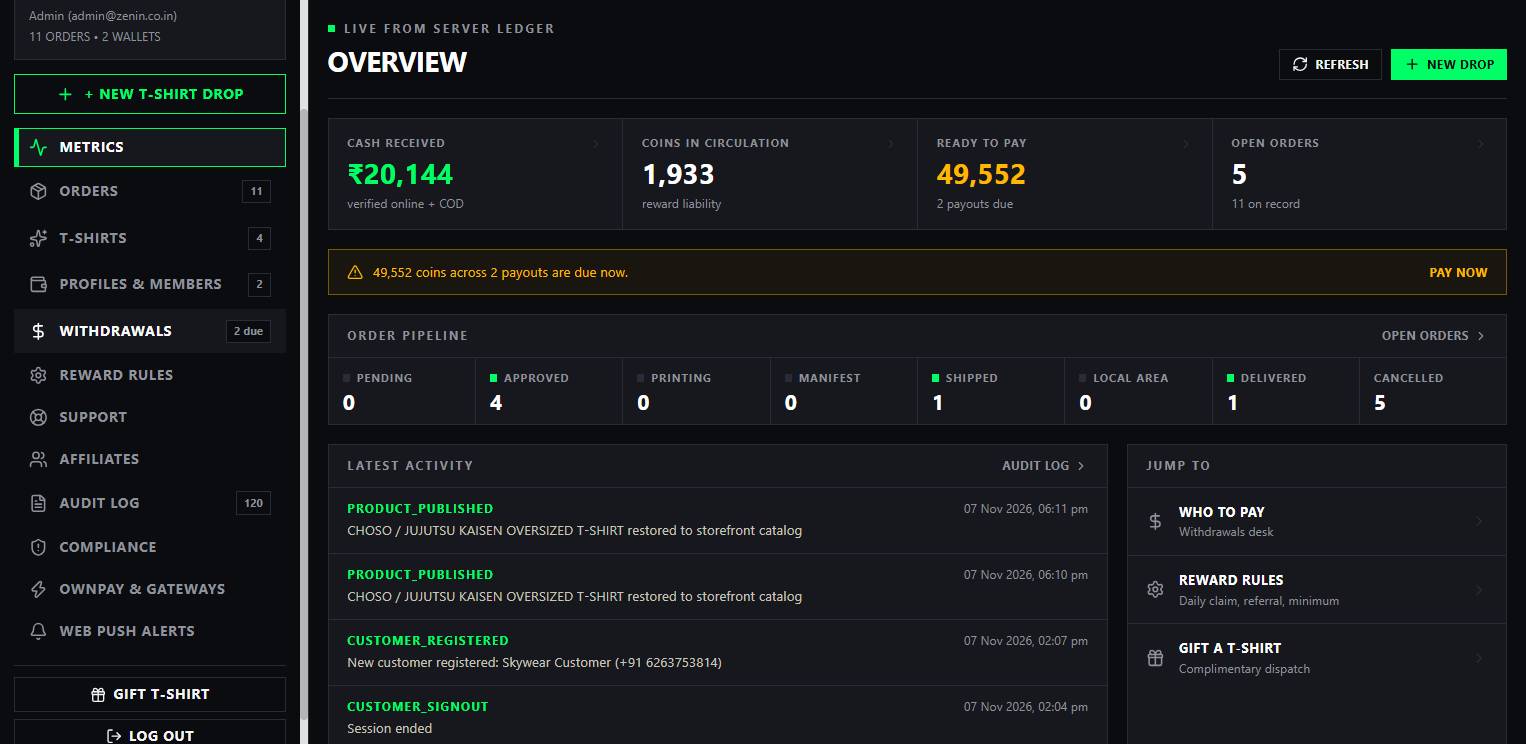 Admin (admin@zenin.co.in)
11 ORDERS • 2 WALLETS
+ NEW T-SHIRT DROP
METRICS
ORDERS 11
T-SHIRTS 4
PROFILES & MEMBERS 2
WITHDRAWALS 2 due
REWARD RULES
SUPPORT
AFFILIATES
AUDIT LOG 120
COMPLIANCE
OWNPAY & GATEWAYS
WEB PUSH ALERTS
GIFT T-SHIRT
LOG OUT
LIVE FROM SERVER LEDGER
OVERVIEW
REFRESH
NEW DROP
CASH RECEIVED
₹20,144
verified online + COD
COINS IN CIRCULATION
1,933
reward liability
READY TO PAY
49,552
2 payouts due
OPEN ORDERS
5
11 on record
49,552 coins across 2 payouts are due now.
PAY NOW
ORDER PIPELINE
OPEN ORDERS
PENDING
0
APPROVED
4
PRINTING
0
MANIFEST
0
SHIPPED
1
LOCAL AREA
0
DELIVERED
1
CANCELLED
5
LATEST ACTIVITY
AUDIT LOG
PRODUCT_PUBLISHED 07 Nov 2026, 06:11 pm
CHOSO / JUJUTSU KAISEN OVERSIZED T-SHIRT restored to storefront catalog
PRODUCT_PUBLISHED 07 Nov 2026, 06:10 pm
CHOSO / JUJUTSU KAISEN OVERSIZED T-SHIRT restored to storefront catalog
CUSTOMER_REGISTERED 07 Nov 2026, 02:07 pm
New customer registered: Skywear Customer (+91 6263753814)
CUSTOMER_SIGNOUT 07 Nov 2026, 02:04 pm
Session ended
JUMP TO
WHO TO PAY
Withdrawals desk
REWARD RULES
Daily claim, referral, minimum
GIFT A T-SHIRT
Complimentary dispatch